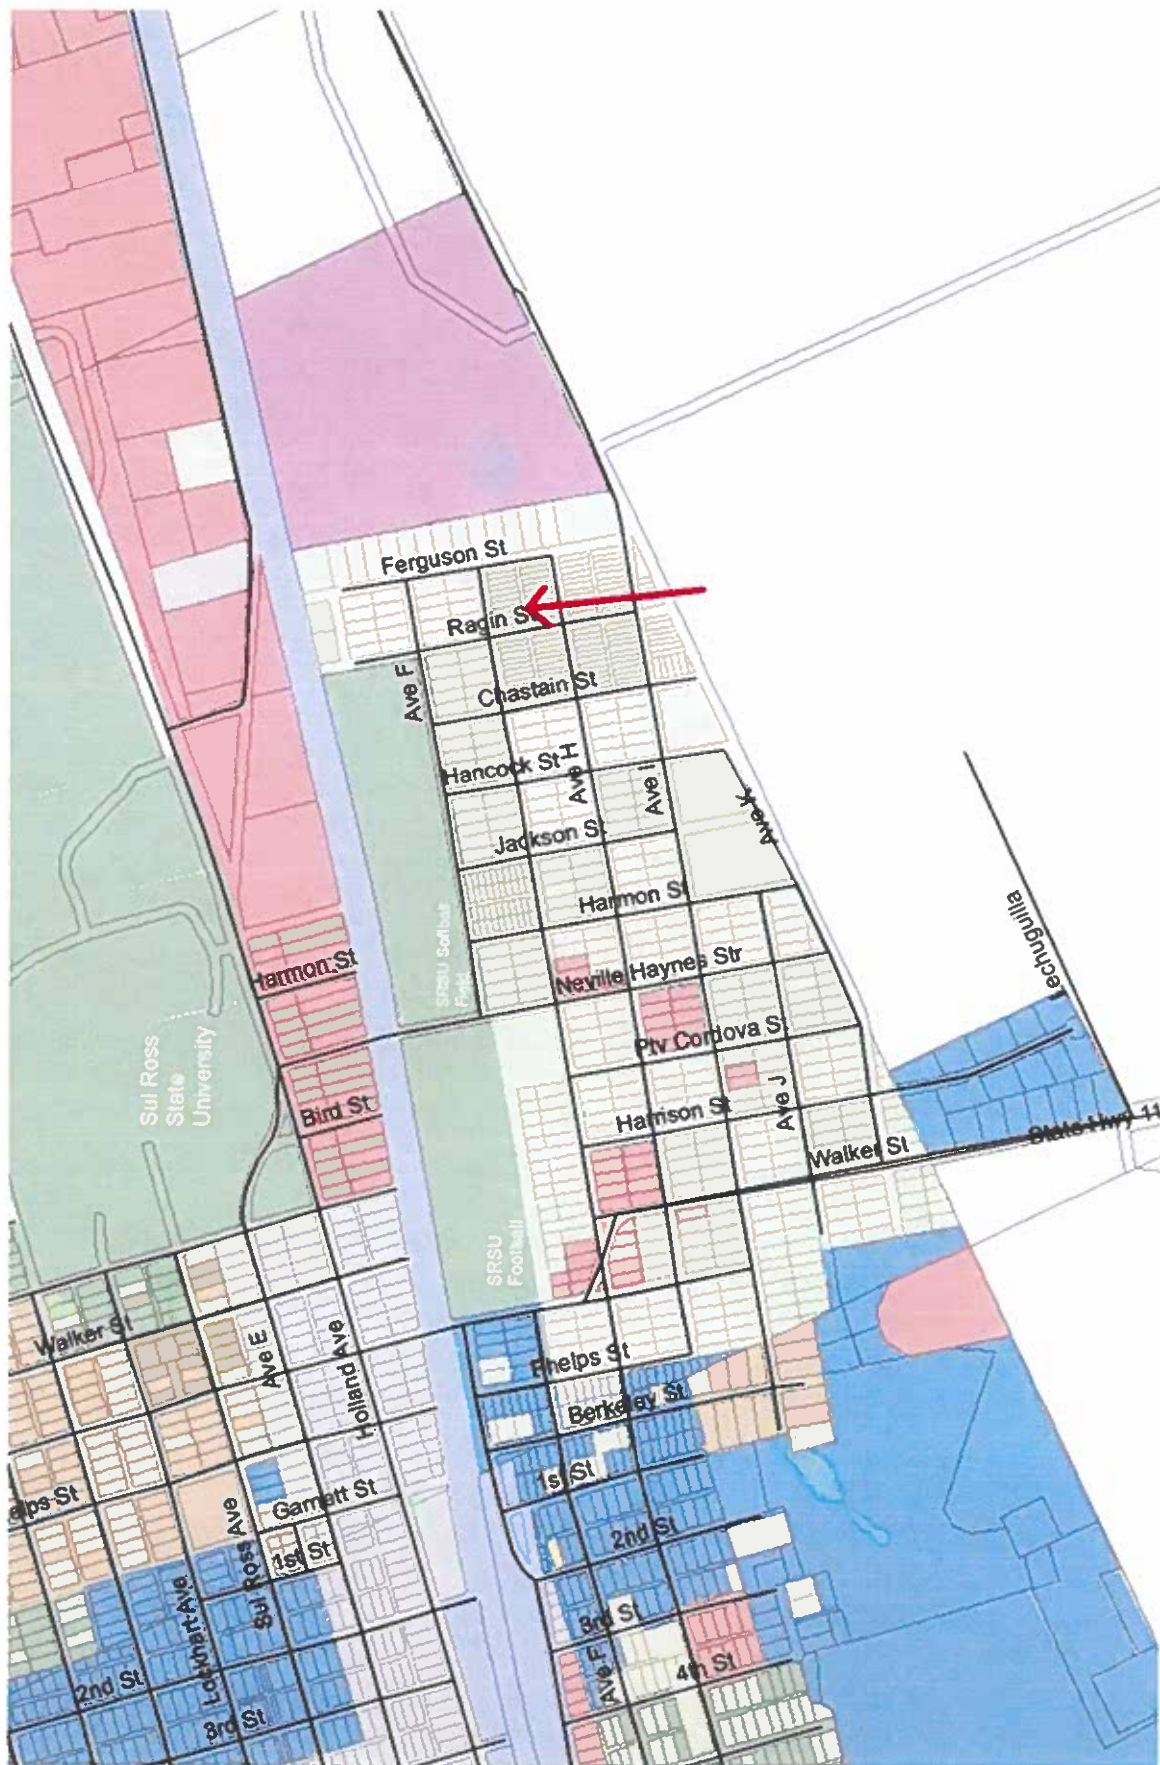 Ferguson St
Ragin St
Ave F
Chastain St
Hancock St
Ave H
Ave I
Jackson St
Ave K
Harmon St
Lechuguilla
SRSU Softball
Field
Harmon St
Neville Haynes Str
Ptv Cordova St
Sul Ross
State
University
Bird St
Harrison St
Ave J
Walker St
State Hwy 11
SRSU
Football
Walker St
Ave E
Holland Ave
Phelps St
Berkeley St
elps St
Garnett St
1st St
Sul Ross Ave
1st St
2nd St
Lockhart Ave
3rd St
2nd St
3rd St
Ave F
4th St